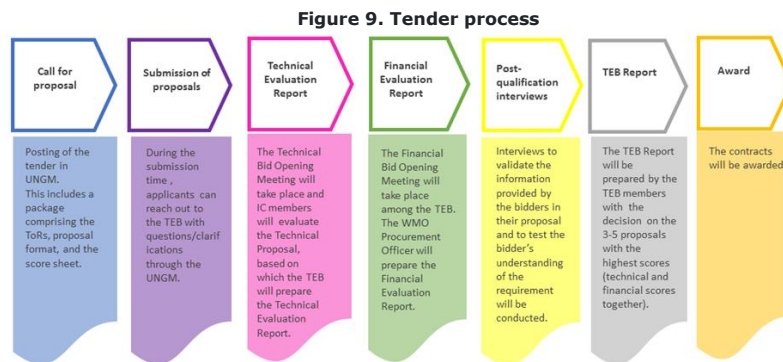 Figure 9. Tender process
Call for
proposal
Submission of
proposals
Technical
Evaluation
Report
Financial
Evaluation
Report
Post-
qualification
interviews
TEB Report
Award
Posting of the
tender in
UNGM.
This includes a
package
comprising the
ToRs, proposal
format, and the
score sheet.
During the
submission
time ,
applicants can
reach out to
the TEB with
questions/clarif
ications
through the
UNGM.
The Technical
Bid Opening
Meeting will
take place and
IC members
will evaluate
the Technical
Proposal,
based on
which the TEB
will prepare
the Technical
Evaluation
Report.
The Financial
Bid Opening
Meeting will
take place
among the TEB.
The WMO
Procurement
Officer will
prepare the
Financial
Evaluation
Report.
Interviews to
validate the
information
provided by
the bidders in
their proposal
and to test the
bidder's
understanding
of the
requirement
will be
conducted.
The TEB Report
will be
prepared by the
TEB members
with the
decision on the
3-5 proposals
with the
highest scores
(technical and
financial scores
together).
The contracts
will be awarded